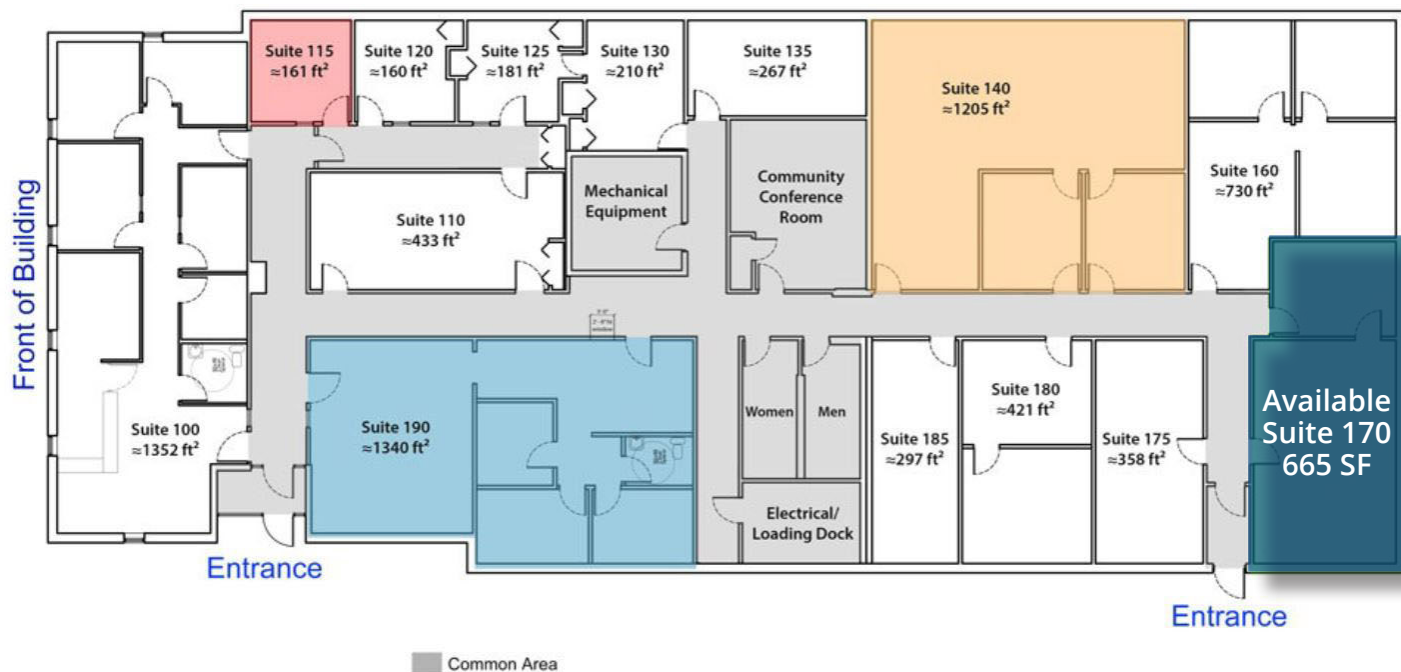 Suite 115
≈161 ft²
Suite 120
≈160 ft²
Suite 125
≈181 ft²
Suite 130
≈210 ft²
Suite 135
≈267 ft²
Suite 140
≈1205 ft²
Suite 160
≈730 ft²
Mechanical
Equipment
Community
Conference
Room
Suite 110
≈433 ft²
Front of Building
Suite 100
≈1352 ft²
Suite 190
≈1340 ft²
Women
Men
Suite 185
≈297 ft²
Suite 180
≈421 ft²
Suite 175
≈358 ft²
Available
Suite 170
665 SF
Electrical/
Loading Dock
Entrance
Entrance
Common Area